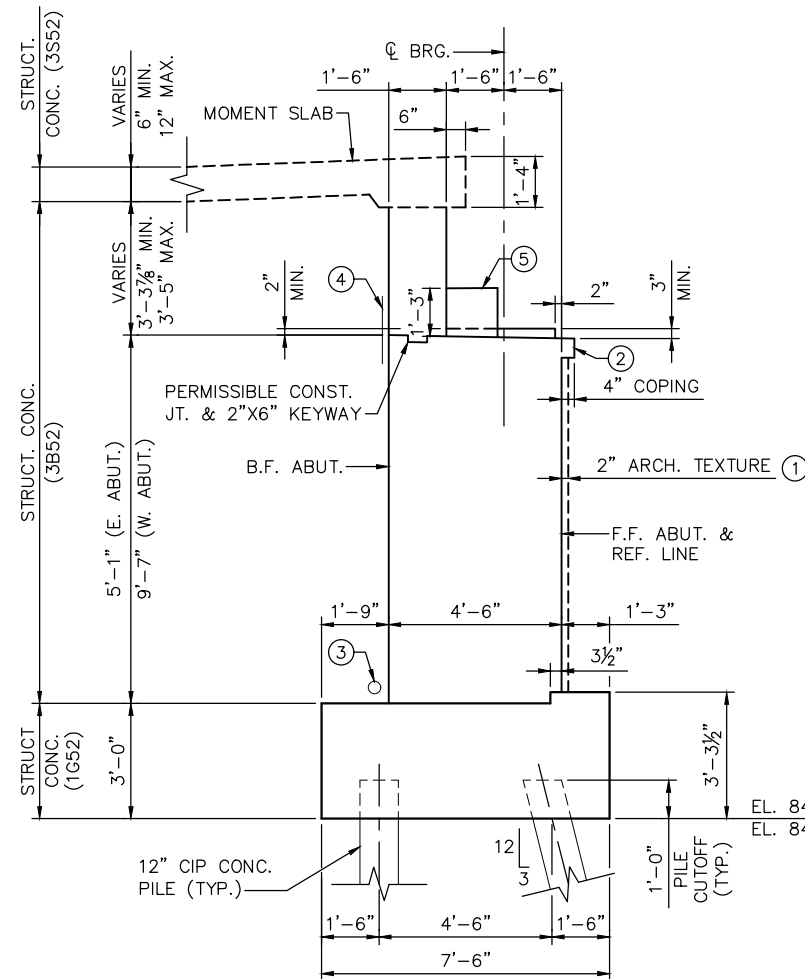 ℄ BRG.
1'-6"
1'-6"
1'-6"
STRUCT.
CONC. (3S52)
VARIES
6" MIN.
12" MAX.
MOMENT SLAB
6"
1'-4"
VARIES
3'-3⅞" MIN.
3'-5" MAX.
2"
MIN.
4
5
1'-3"
2"
3"
MIN.
2
4" COPING
PERMISSIBLE CONST.
JT. & 2"X6" KEYWAY
B.F. ABUT.
2" ARCH. TEXTURE 1
F.F. ABUT. &
REF. LINE
STRUCT. CONC.
(3B52)
5'-1" (E. ABUT.)
9'-7" (W. ABUT.)
1'-9"
4'-6"
1'-3"
3
3½"
STRUCT
CONC.
(1G52)
3'-0"
3'-3½"
EL. 84
EL. 84
12
3
12" CIP CONC.
PILE (TYP.)
1'-0"
PILE
CUTOFF
(TYP.)
1'-6"
4'-6"
1'-6"
7'-6"